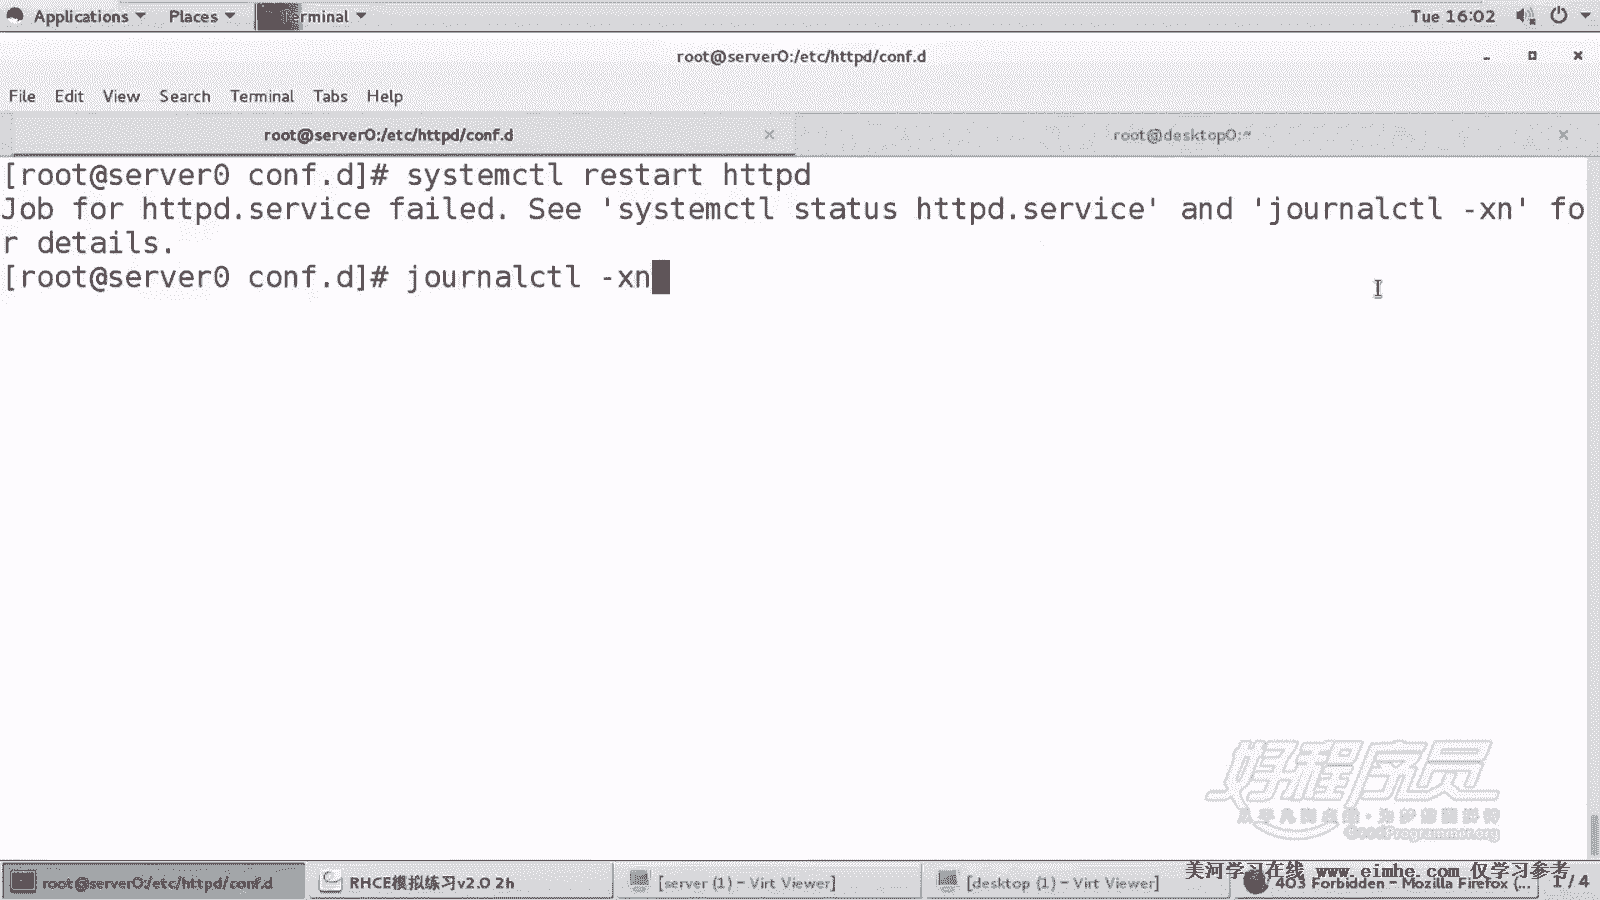 Applications Places Terminal Tue 16:02
root@server0:/etc/httpd/conf.d
File Edit View Search Terminal Tabs Help
root@server0:/etc/httpd/conf.d root@desktop0:~
[root@server0 conf.d]# systemctl restart httpd
Job for httpd.service failed. See 'systemctl status httpd.service' and 'journalctl -xn' fo
r details.
[root@server0 conf.d]# journalctl -xn
好程序员
GoodProgrammer.org
美河学习在线 www.eimhe.com 仅学习参考
root@server0:/etc/httpd/conf.d RHCE模拟练习v2.0 2h [server (1) - Virt Viewer] [desktop (1) - Virt Viewer] 403 Forbidden - Mozilla Firefox (... 1 / 4